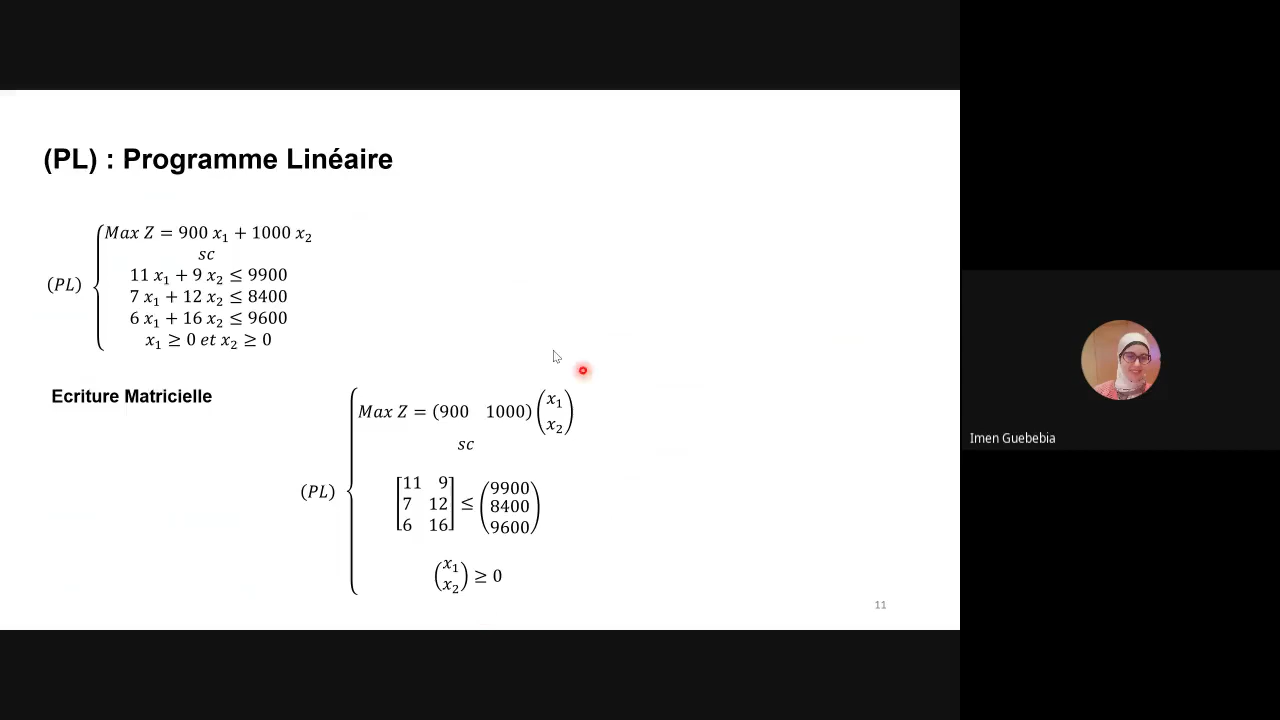 (PL) : Programme Linéaire
(PL)
Max Z = 900 x₁ + 1000 x₂
sc
11 x₁ + 9 x₂ ≤ 9900
7 x₁ + 12 x₂ ≤ 8400
6 x₁ + 16 x₂ ≤ 9600
x₁ ≥ 0 et x₂ ≥ 0
Ecriture Matricielle
(PL)
Max Z = (900 1000) (x₁ x₂)
sc
[11 9
7 12
6 16] ≤ (9900
8400
9600)
(x₁
x₂) ≥ 0
11
Imen Guebebia